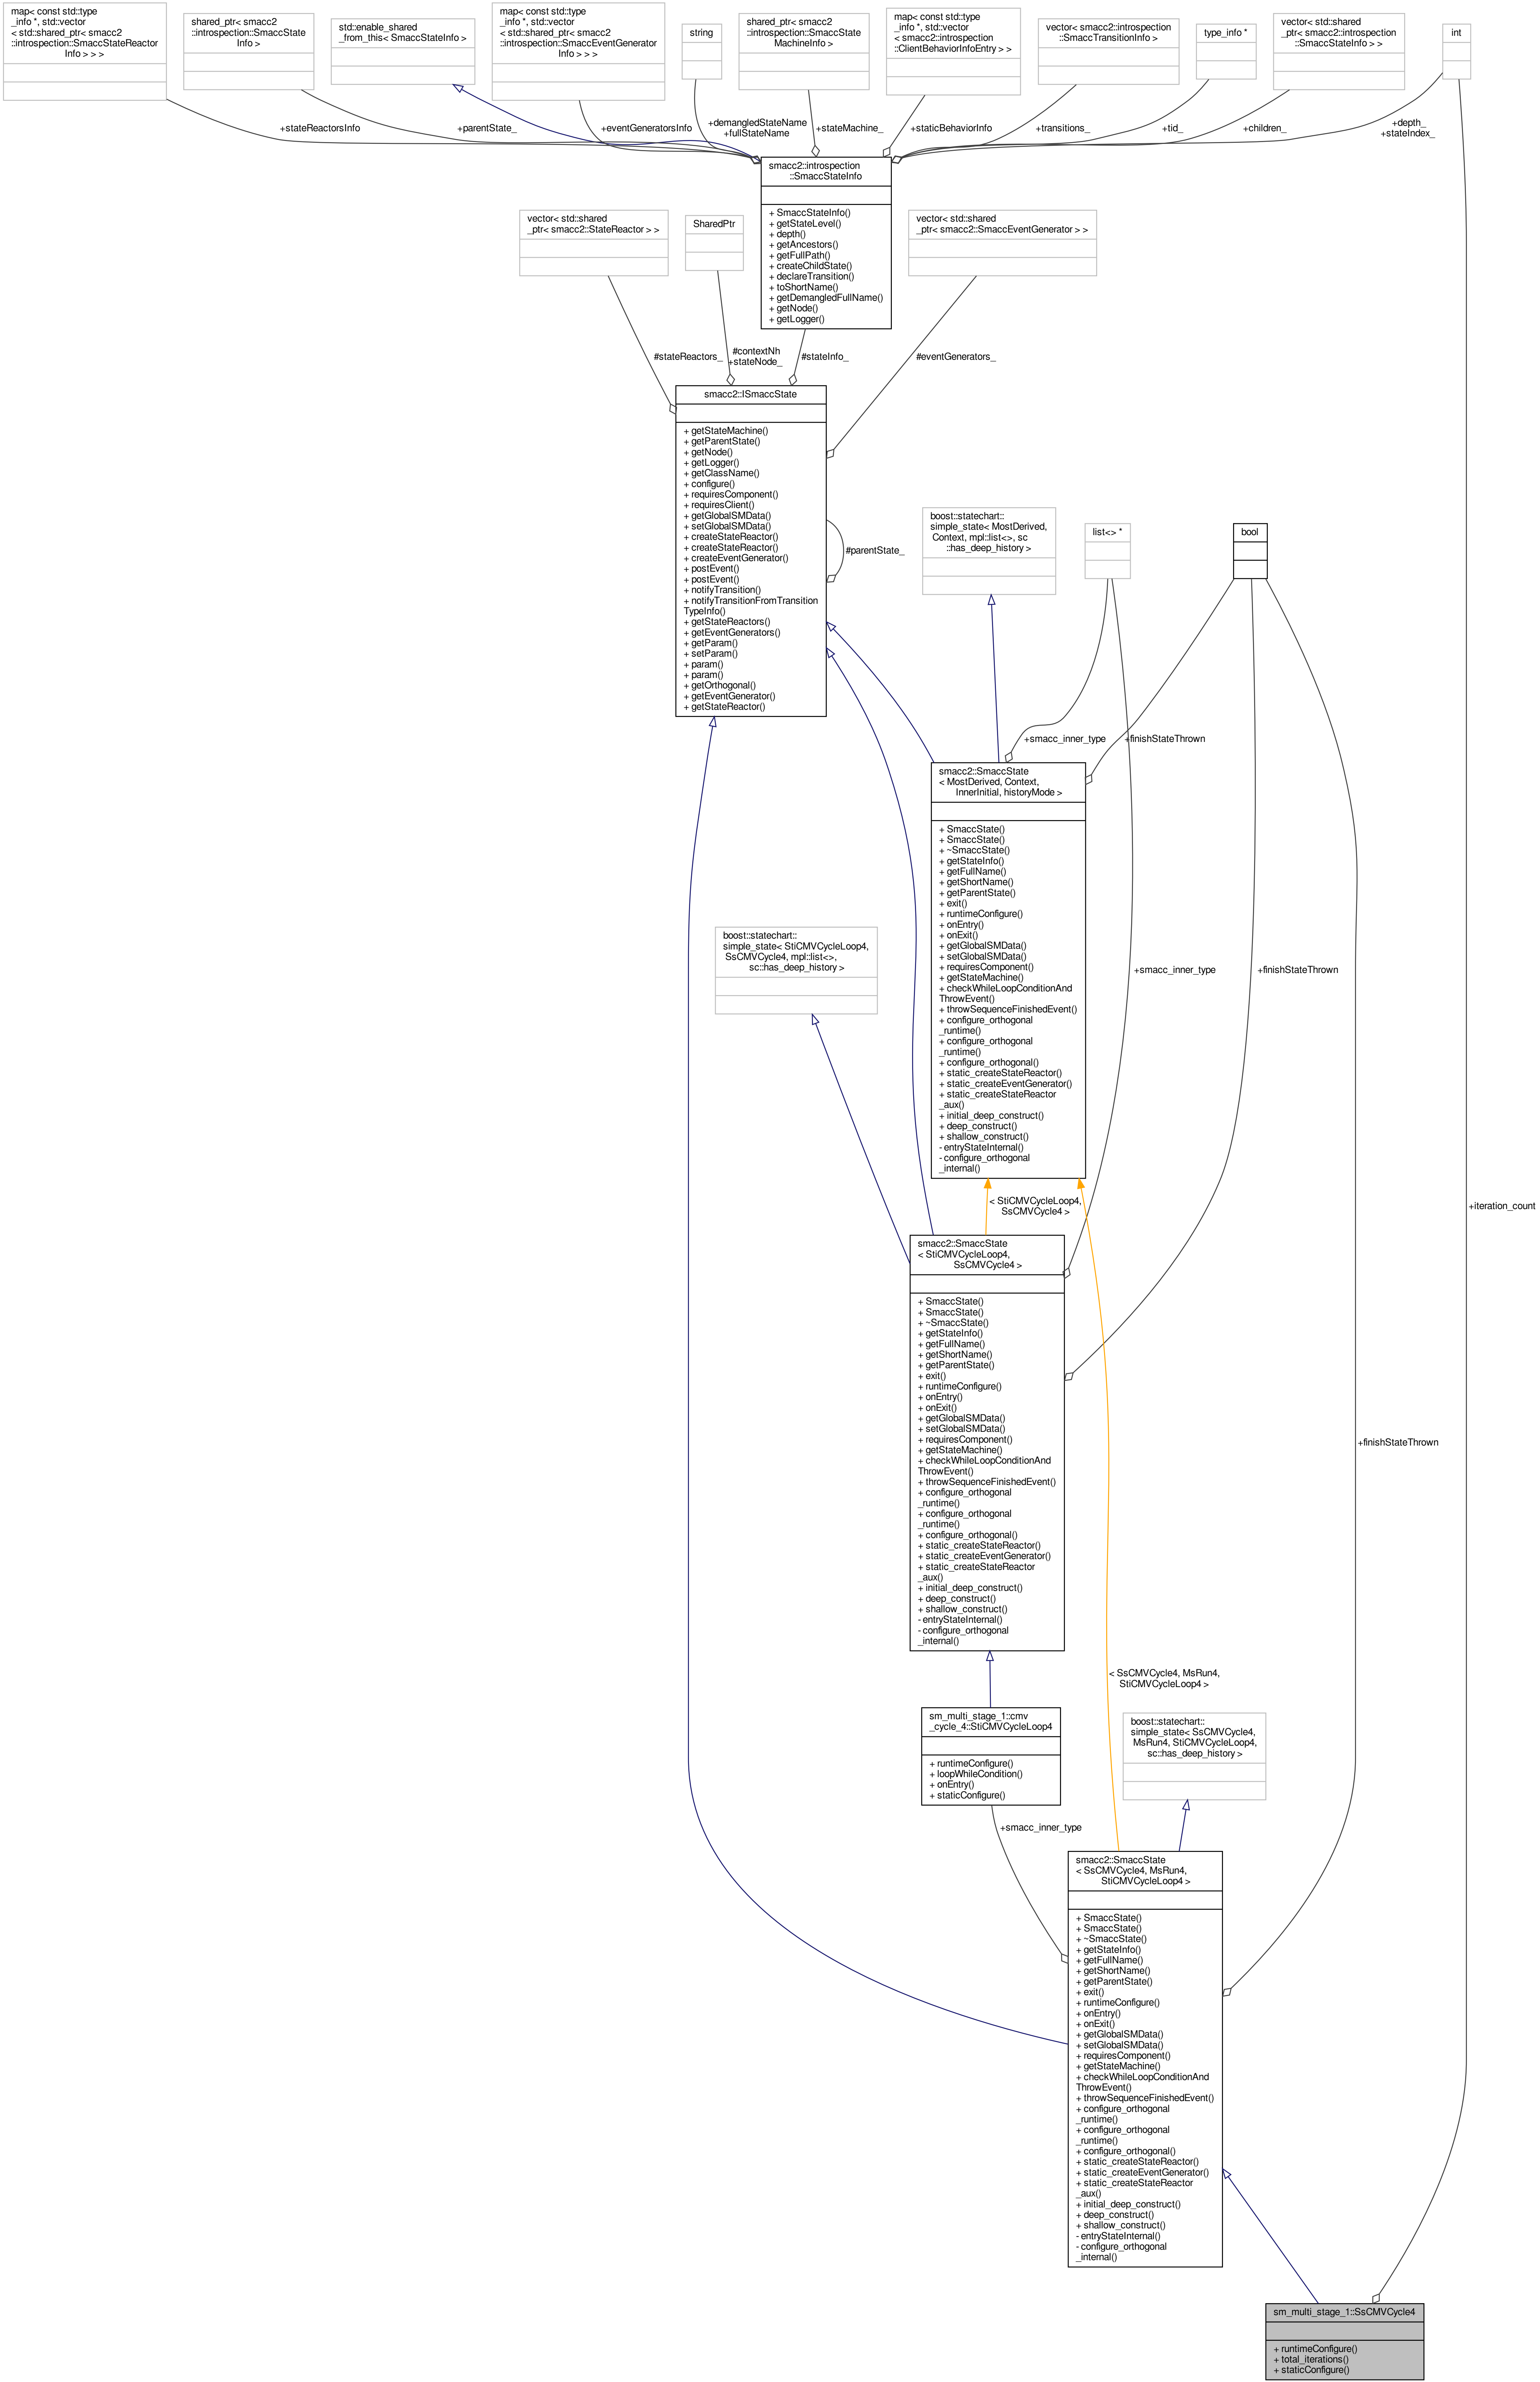 map< const std::type
_info *, std::vector
< std::shared_ptr< smacc2
::introspection::SmaccStateReactor
Info > > >
shared_ptr< smacc2
::introspection::SmaccState
Info >
std::enable_shared
_from_this< SmaccStateInfo >
map< const std::type
_info *, std::vector
< std::shared_ptr< smacc2
::introspection::SmaccEventGenerator
Info > > >
string
shared_ptr< smacc2
::introspection::SmaccState
MachineInfo >
map< const std::type
_info *, std::vector
< smacc2::introspection
::ClientBehaviorInfoEntry > >
vector< smacc2::introspection
::SmaccTransitionInfo >
type_info *
vector< std::shared
_ptr< smacc2::introspection
::SmaccStateInfo > >
int
+stateReactorsInfo
+parentState_
+eventGeneratorsInfo
+demangledStateName
+fullStateName
+stateMachine_
+staticBehaviorInfo
+transitions_
+tid_
+children_
+depth_
+stateIndex_
smacc2::introspection
::SmaccStateInfo
+ SmaccStateInfo()
+ getStateLevel()
+ depth()
+ getAncestors()
+ getFullPath()
+ createChildState()
+ declareTransition()
+ toShortName()
+ getDemangledFullName()
+ getNode()
+ getLogger()
vector< std::shared
_ptr< smacc2::StateReactor > >
SharedPtr
vector< std::shared
_ptr< smacc2::SmaccEventGenerator > >
#stateReactors_
#contextNh
+stateNode_
#stateInfo_
#eventGenerators_
smacc2::ISmaccState
+ getStateMachine()
+ getParentState()
+ getNode()
+ getLogger()
+ getClassName()
+ configure()
+ requiresComponent()
+ requiresClient()
+ getGlobalSMData()
+ setGlobalSMData()
+ createStateReactor()
+ createStateReactor()
+ createEventGenerator()
+ postEvent()
+ postEvent()
+ notifyTransition()
+ notifyTransitionFromTransition
TypeInfo()
+ getStateReactors()
+ getEventGenerators()
+ getParam()
+ setParam()
+ param()
+ param()
+ getOrthogonal()
+ getEventGenerator()
+ getStateReactor()
#parentState_
boost::statechart::
simple_state< MostDerived,
Context, mpl::list<>, sc
::has_deep_history >
list<> *
bool
+smacc_inner_type
+finishStateThrown
smacc2::SmaccState
< MostDerived, Context,
InnerInitial, historyMode >
+ SmaccState()
+ SmaccState()
+ ~SmaccState()
+ getStateInfo()
+ getFullName()
+ getShortName()
+ getParentState()
+ exit()
+ runtimeConfigure()
+ onEntry()
+ onExit()
+ getGlobalSMData()
+ setGlobalSMData()
+ requiresComponent()
+ getStateMachine()
+ checkWhileLoopConditionAnd
ThrowEvent()
+ throwSequenceFinishedEvent()
+ configure_orthogonal
_runtime()
+ configure_orthogonal
_runtime()
+ configure_orthogonal()
+ static_createStateReactor()
+ static_createEventGenerator()
+ static_createStateReactor
_aux()
+ initial_deep_construct()
+ deep_construct()
+ shallow_construct()
- entryStateInternal()
- configure_orthogonal
_internal()
boost::statechart::
simple_state< StiCMVCycleLoop4,
SsCMVCycle4, mpl::list<>,
sc::has_deep_history >
+smacc_inner_type
+finishStateThrown
< StiCMVCycleLoop4,
SsCMVCycle4 >
+iteration_count
smacc2::SmaccState
< StiCMVCycleLoop4,
SsCMVCycle4 >
+ SmaccState()
+ SmaccState()
+ ~SmaccState()
+ getStateInfo()
+ getFullName()
+ getShortName()
+ getParentState()
+ exit()
+ runtimeConfigure()
+ onEntry()
+ onExit()
+ getGlobalSMData()
+ setGlobalSMData()
+ requiresComponent()
+ getStateMachine()
+ checkWhileLoopConditionAnd
ThrowEvent()
+ throwSequenceFinishedEvent()
+ configure_orthogonal
_runtime()
+ configure_orthogonal
_runtime()
+ configure_orthogonal()
+ static_createStateReactor()
+ static_createEventGenerator()
+ static_createStateReactor
_aux()
+ initial_deep_construct()
+ deep_construct()
+ shallow_construct()
- entryStateInternal()
- configure_orthogonal
_internal()
+finishStateThrown
< SsCMVCycle4, MsRun4,
StiCMVCycleLoop4 >
sm_multi_stage_1::cmv
_cycle_4::StiCMVCycleLoop4
+ runtimeConfigure()
+ loopWhileCondition()
+ onEntry()
+ staticConfigure()
boost::statechart::
simple_state< SsCMVCycle4,
MsRun4, StiCMVCycleLoop4,
sc::has_deep_history >
+smacc_inner_type
smacc2::SmaccState
< SsCMVCycle4, MsRun4,
StiCMVCycleLoop4 >
+ SmaccState()
+ SmaccState()
+ ~SmaccState()
+ getStateInfo()
+ getFullName()
+ getShortName()
+ getParentState()
+ exit()
+ runtimeConfigure()
+ onEntry()
+ onExit()
+ getGlobalSMData()
+ setGlobalSMData()
+ requiresComponent()
+ getStateMachine()
+ checkWhileLoopConditionAnd
ThrowEvent()
+ throwSequenceFinishedEvent()
+ configure_orthogonal
_runtime()
+ configure_orthogonal
_runtime()
+ configure_orthogonal()
+ static_createStateReactor()
+ static_createEventGenerator()
+ static_createStateReactor
_aux()
+ initial_deep_construct()
+ deep_construct()
+ shallow_construct()
- entryStateInternal()
- configure_orthogonal
_internal()
sm_multi_stage_1::SsCMVCycle4
+ runtimeConfigure()
+ total_iterations()
+ staticConfigure()